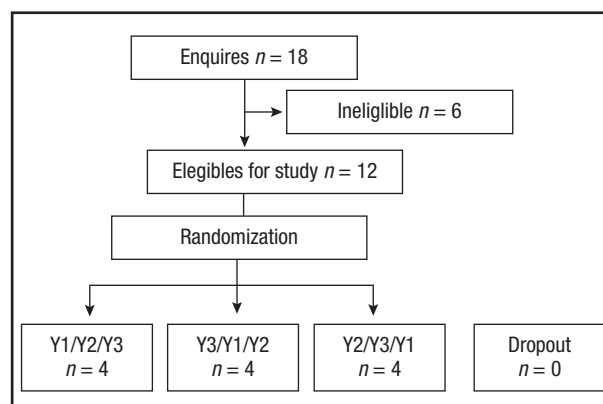 Enquires n = 18
Ineliglible n = 6
Elegibles for study n = 12
Randomization
Y1/Y2/Y3
n = 4
Y3/Y1/Y2
n = 4
Y2/Y3/Y1
n = 4
Dropout
n = 0